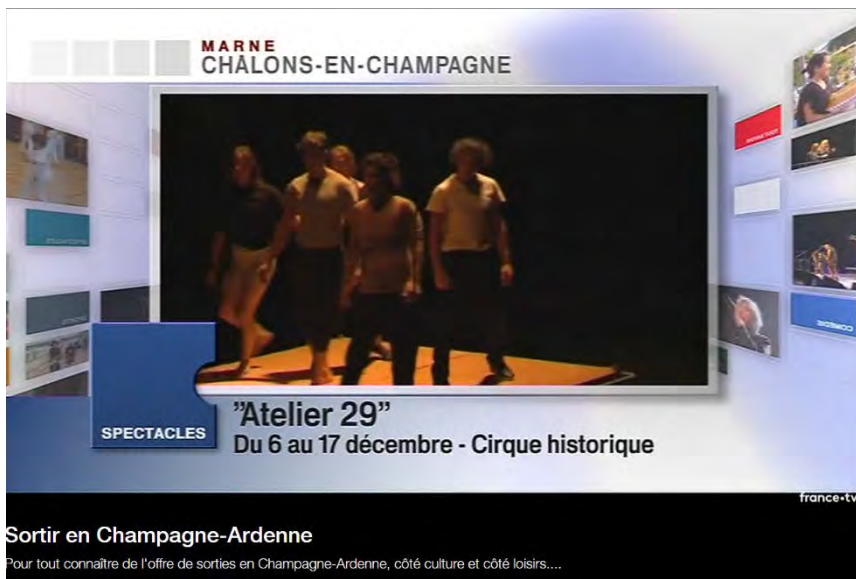 MARNE
CHÂLONS-EN-CHAMPAGNE
SPECTACLES
"Atelier 29"
Du 6 au 17 décembre - Cirque historique
france•tv
Sortir en Champagne-Ardenne
Pour tout connaître de l'offre de sorties en Champagne-Ardenne, côté culture et côté loisirs....
COMEDIE